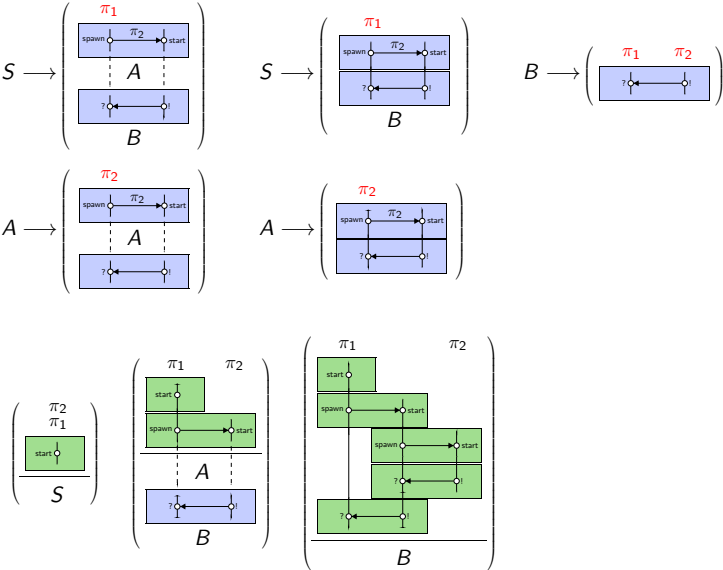 π₁
spawn π₂ start
S ⟶ A
? !
B
π₁
spawn π₂ start
S ⟶
? !
B
π₁ π₂
B ⟶ ? !
π₂
spawn π₂ start
A ⟶ A
? !
π₂
spawn π₂ start
A ⟶
? !
π₂
π₁
start
S
π₁ π₂
start
spawn start
A
? !
B
π₁ π₂
start
spawn start
spawn start
? !
? !
B